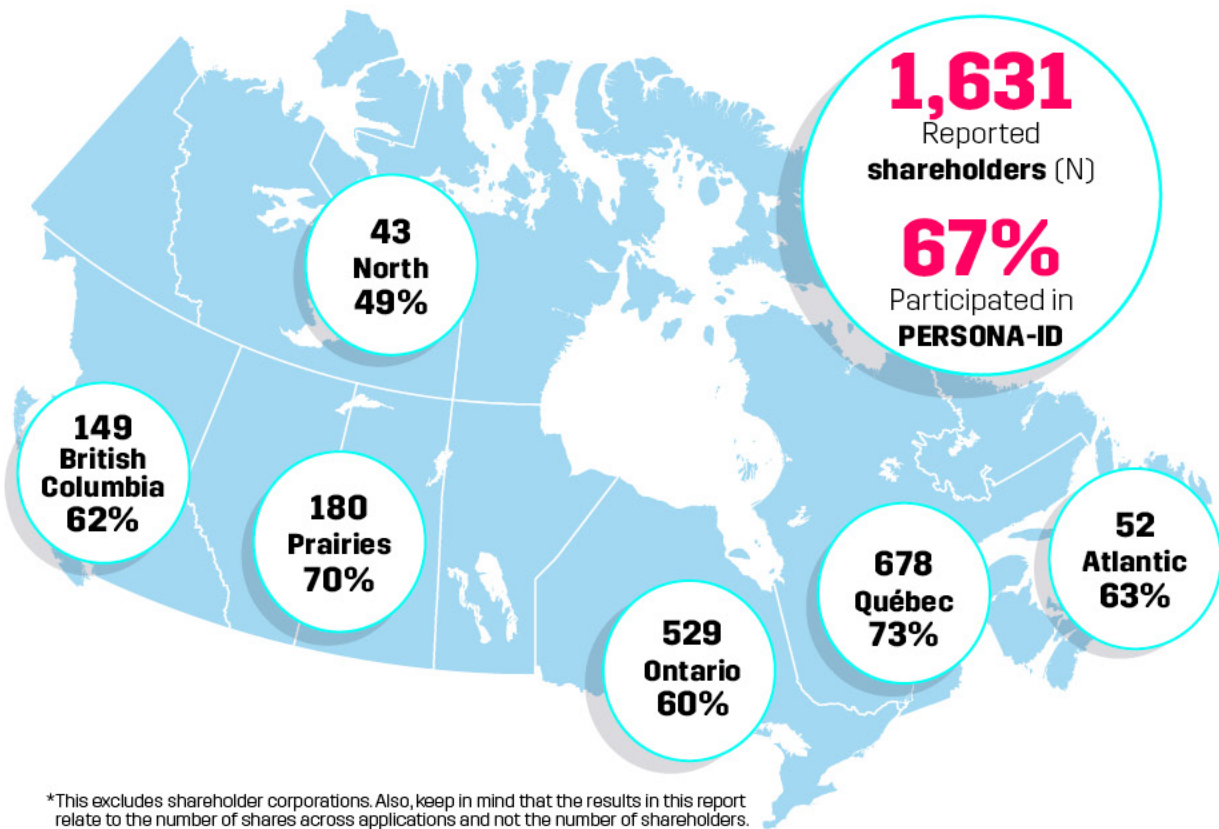 1,631
Reported
shareholders (N)
67%
Participated in
PERSONA-ID
43
North
49%
149
British
Columbia
62%
180
Prairies
70%
529
Ontario
60%
678
Québec
73%
52
Atlantic
63%
*This excludes shareholder corporations. Also, keep in mind that the results in this report
relate to the number of shares across applications and not the number of shareholders.